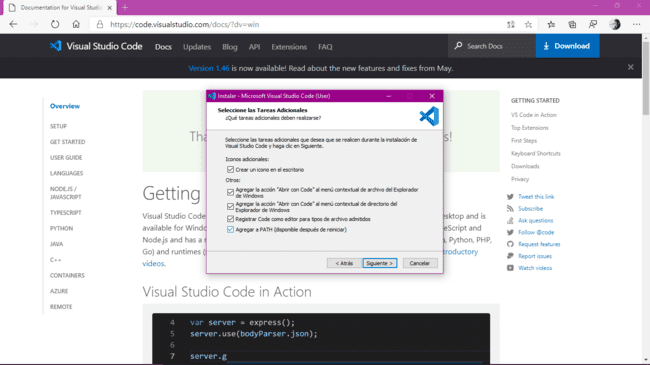 Documentation for Visual Studio
https://code.visualstudio.com/docs/?dv=win
Visual Studio Code
Docs
Updates
Blog
API
Extensions
FAQ
Search Docs
Download
Version 1.46 is now available! Read about the new features and fixes from May.
Overview
SETUP
GET STARTED
USER GUIDE
LANGUAGES
NODE.JS /
JAVASCRIPT
TYPESCRIPT
PYTHON
JAVA
C++
CONTAINERS
AZURE
REMOTE
Instalar - Microsoft Visual Studio Code (User)
Seleccione las Tareas Adicionales
¿Qué tareas adicionales deben realizarse?
Seleccione las tareas adicionales que desea que se realicen durante la instalación de
Visual Studio Code y haga clic en Siguiente.
Iconos adicionales:
Crear un icono en el escritorio
Otros:
Agregar la acción "Abrir con Code" al menú contextual de archivo del Explorador
de Windows
Agregar la acción "Abrir con Code" al menú contextual de directorio del
Explorador de Windows
Registrar Code como editor para tipos de archivo admitidos
Agregar a PATH (disponible después de reiniciar)
< Atrás
Siguiente >
Cancelar
Getting
Visual Studio Code
available for Wind
Node.js and has a
Go) and runtimes (
videos.
esktop and is
eScript and
, Python, PHP,
oductory
Visual Studio Code in Action
4 var server = express();
5 server.use(bodyParser.json);
6
7 server.g
GETTING STARTED
VS Code in Action
Top Extensions
First Steps
Keyboard Shortcuts
Downloads
Privacy
Tweet this link
Subscribe
Ask questions
Follow @code
Request features
Report issues
Watch videos